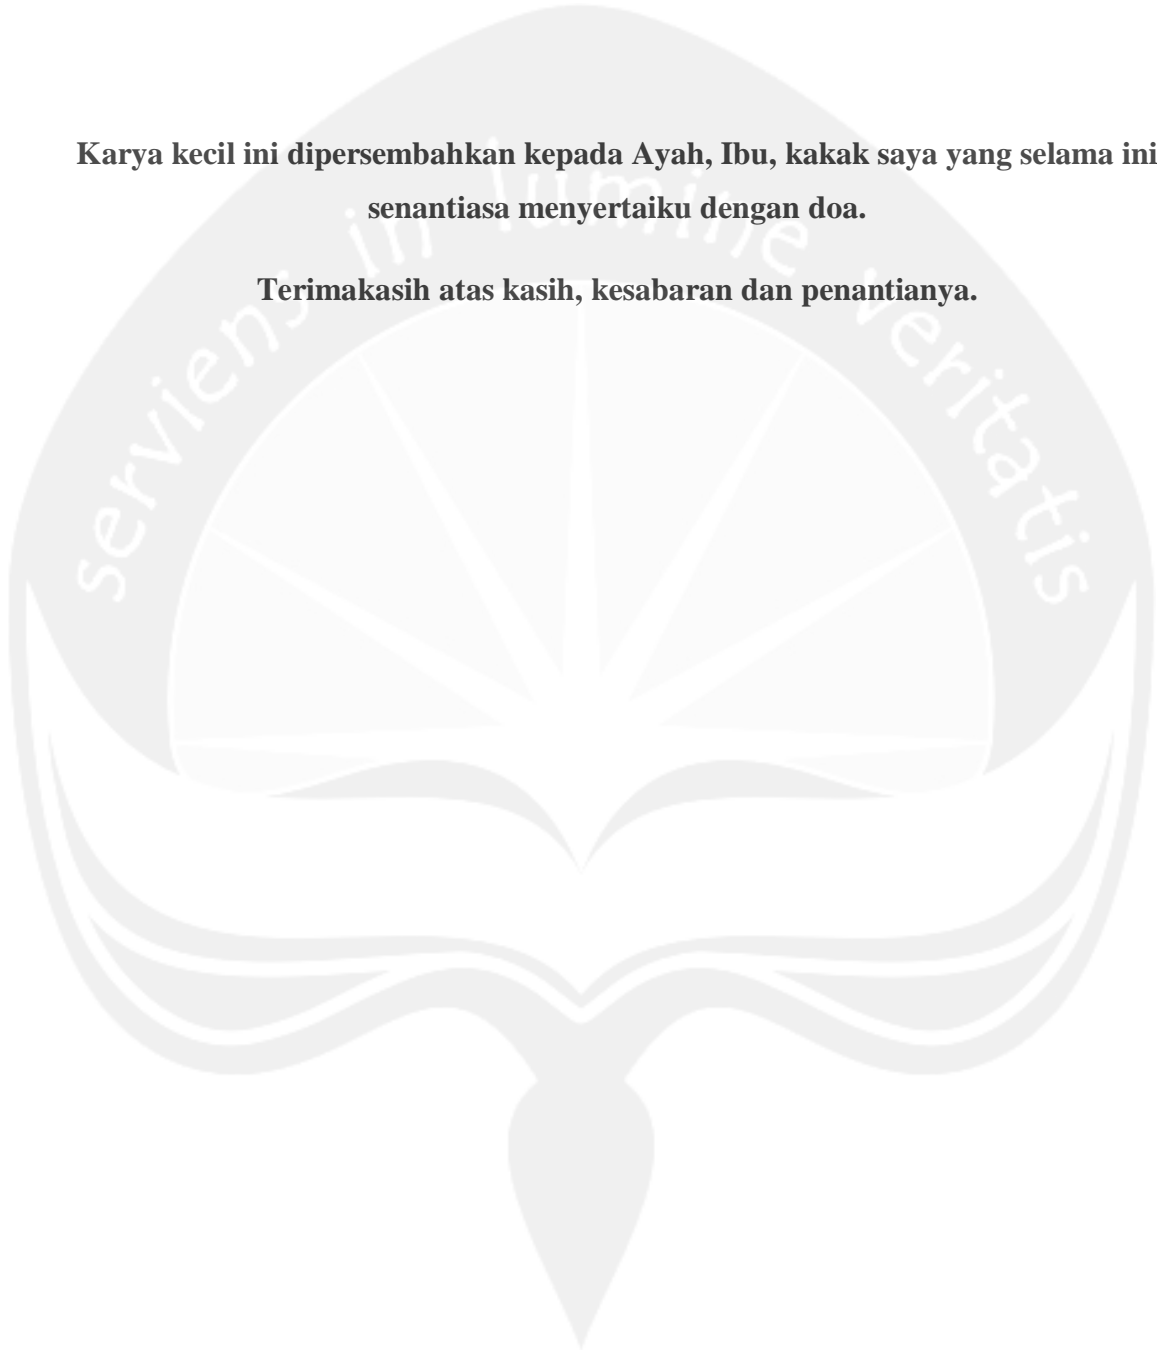 Karya kecil ini dipersembahkan kepada Ayah, Ibu, kakak saya yang selama ini
senantiasa menyertaiku dengan doa.
Terimakasih atas kasih, kesabaran dan penantianya.
serviens in lumine veritatis